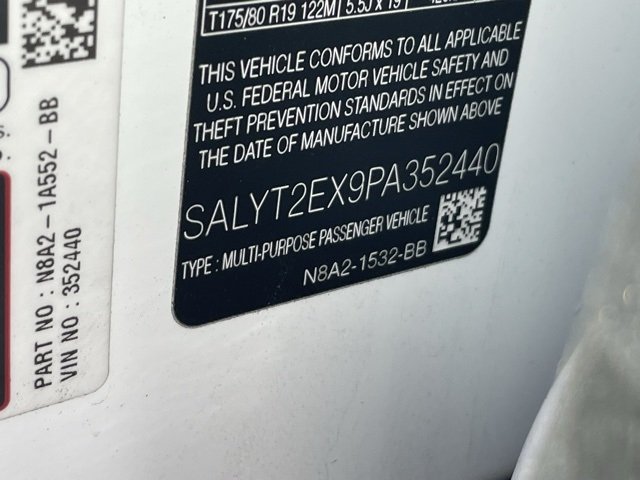 T175/80 R19 122M 5.5J x 19
THIS VEHICLE CONFORMS TO ALL APPLICABLE
U.S. FEDERAL MOTOR VEHICLE SAFETY AND
THEFT PREVENTION STANDARDS IN EFFECT ON
THE DATE OF MANUFACTURE SHOWN ABOVE
SALYT2EX9PA352440
TYPE : MULTI-PURPOSE PASSENGER VEHICLE
N8A2-1532-BB
PART NO : N8A2-1A552-BB
VIN NO : 352440